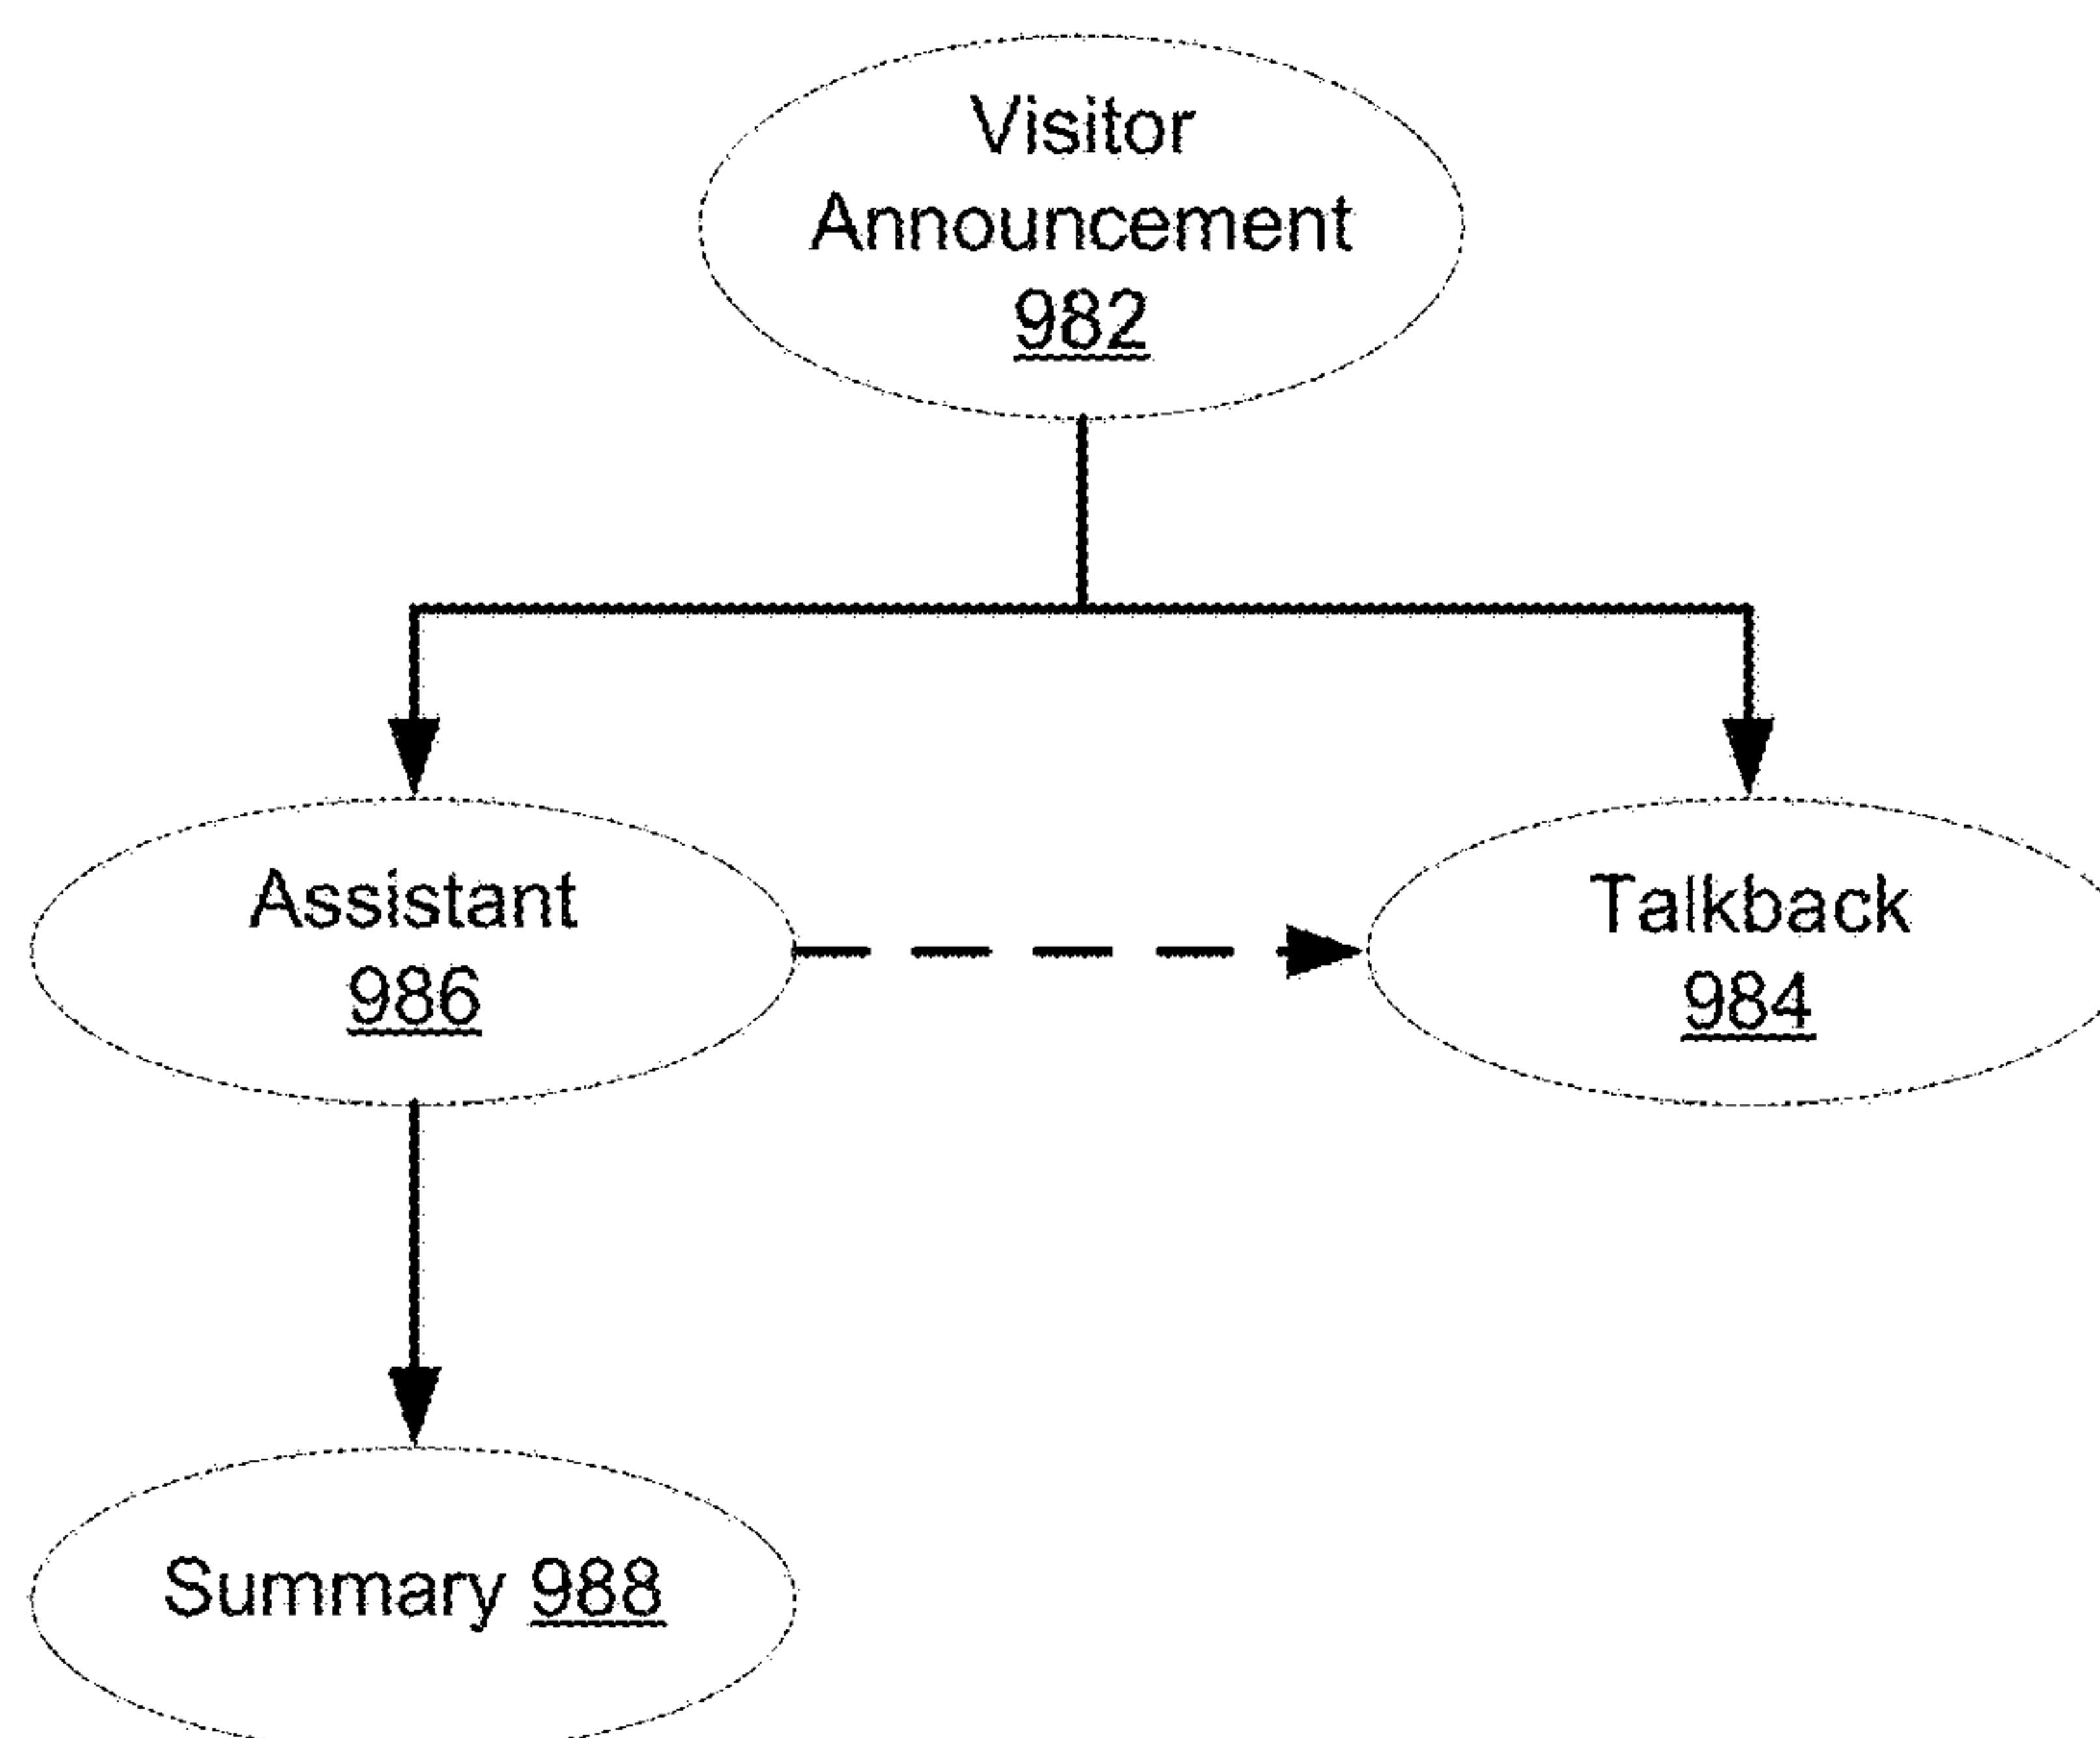 Visitor
Announcement
982
Assistant
986
Talkback
984
Summary 988